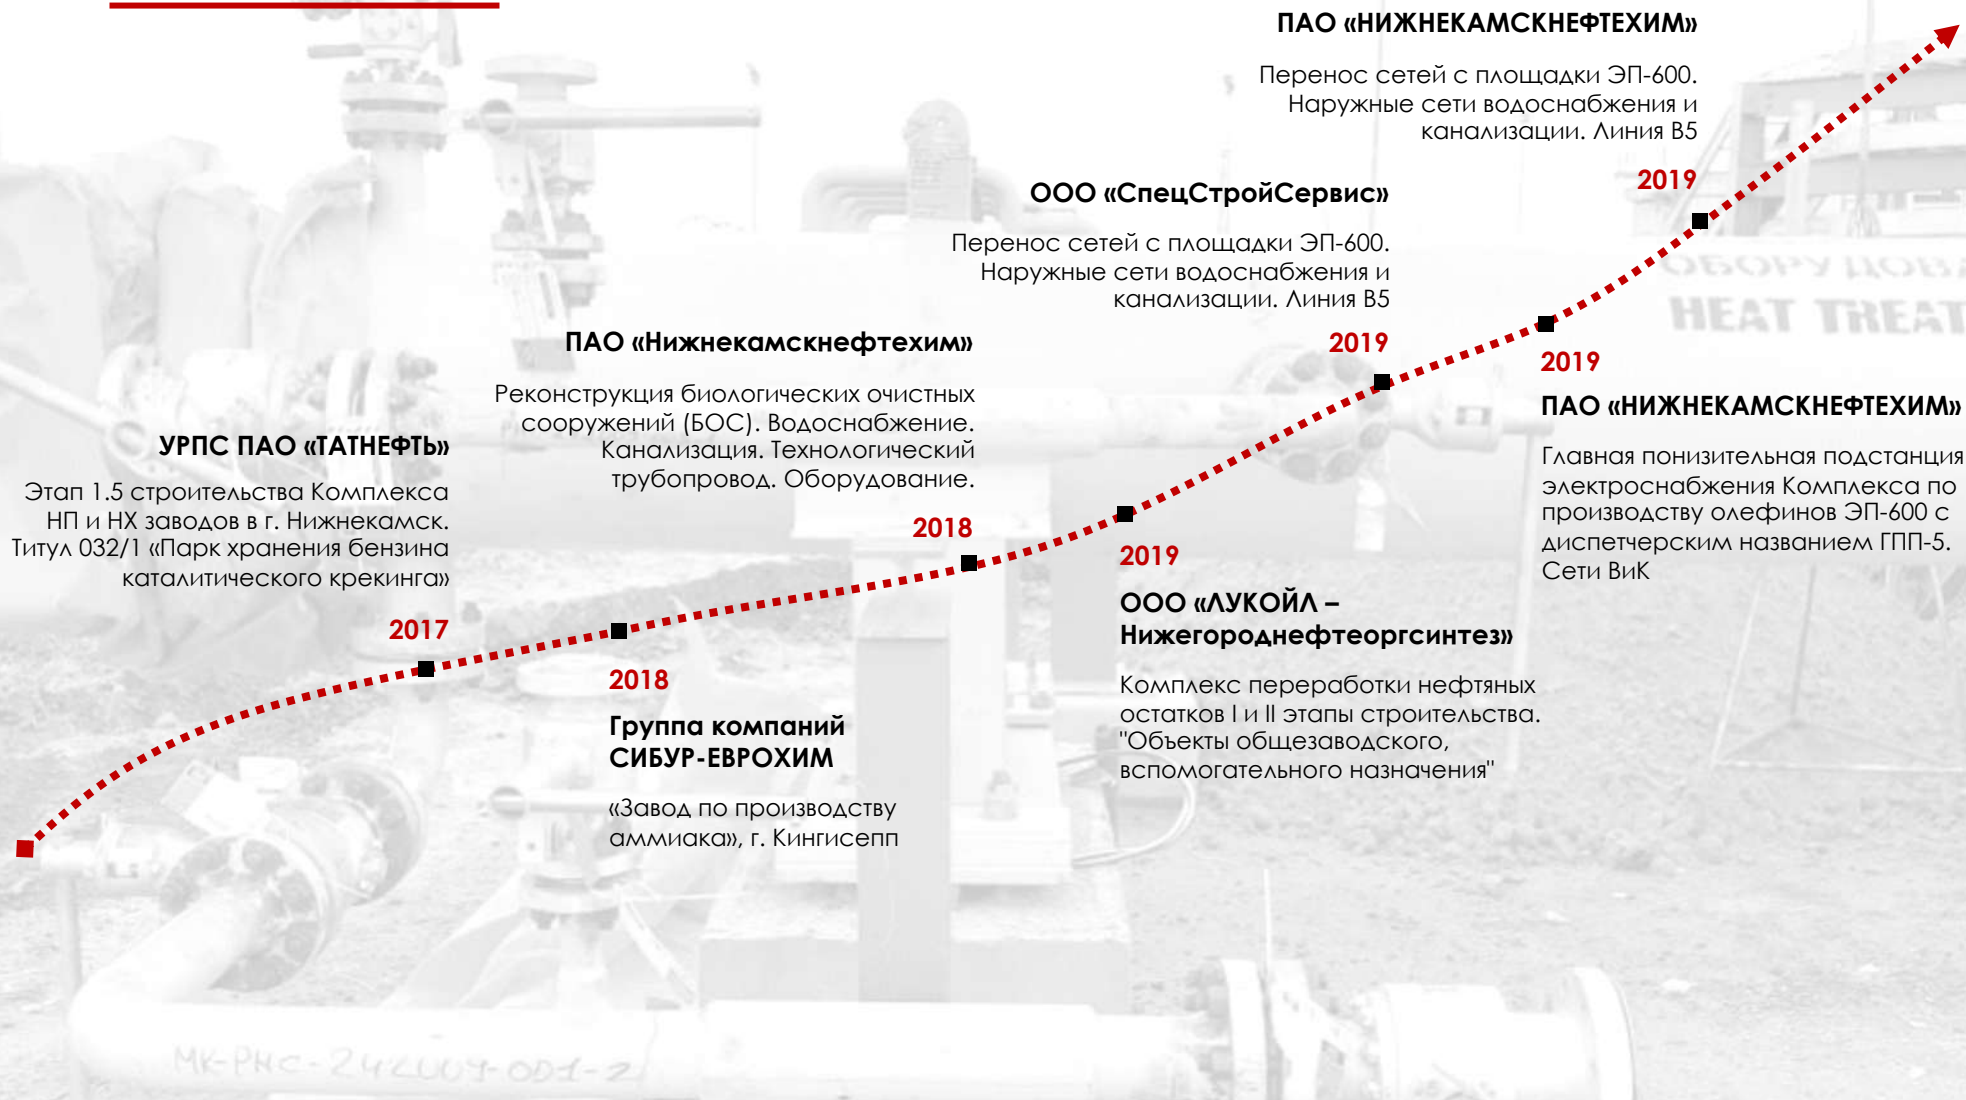 УРПС ПАО «ТАТНЕФТЬ»
Этап 1.5 строительства Комплекса
НП и НХ заводов в г. Нижнекамск.
Титул 032/1 «Парк хранения бензина
каталитического крекинга»
2017
2018
Группа компаний
СИБУР-ЕВРОХИМ
«Завод по производству
аммиака», г. Кингисепп
ПАО «Нижнекамскнефтехим»
Реконструкция биологических очистных
сооружений (БОС). Водоснабжение.
Канализация. Технологический
трубопровод. Оборудование.
2018
2019
ООО «ЛУКОЙЛ –
Нижегороднефтеоргсинтез»
Комплекс переработки нефтяных
остатков I и II этапы строительства.
"Объекты общезаводского,
вспомогательного назначения"
ООО «СпецСтройСервис»
Перенос сетей с площадки ЭП-600.
Наружные сети водоснабжения и
канализации. Линия В5
2019
2019
ПАО «НИЖНЕКАМСКНЕФТЕХИМ»
Главная понизительная подстанция
электроснабжения Комплекса по
производству олефинов ЭП-600 с
диспетчерским названием ГПП-5.
Сети ВиК
ПАО «НИЖНЕКАМСКНЕФТЕХИМ»
Перенос сетей с площадки ЭП-600.
Наружные сети водоснабжения и
канализации. Линия В5
2019
HEAT TREAT